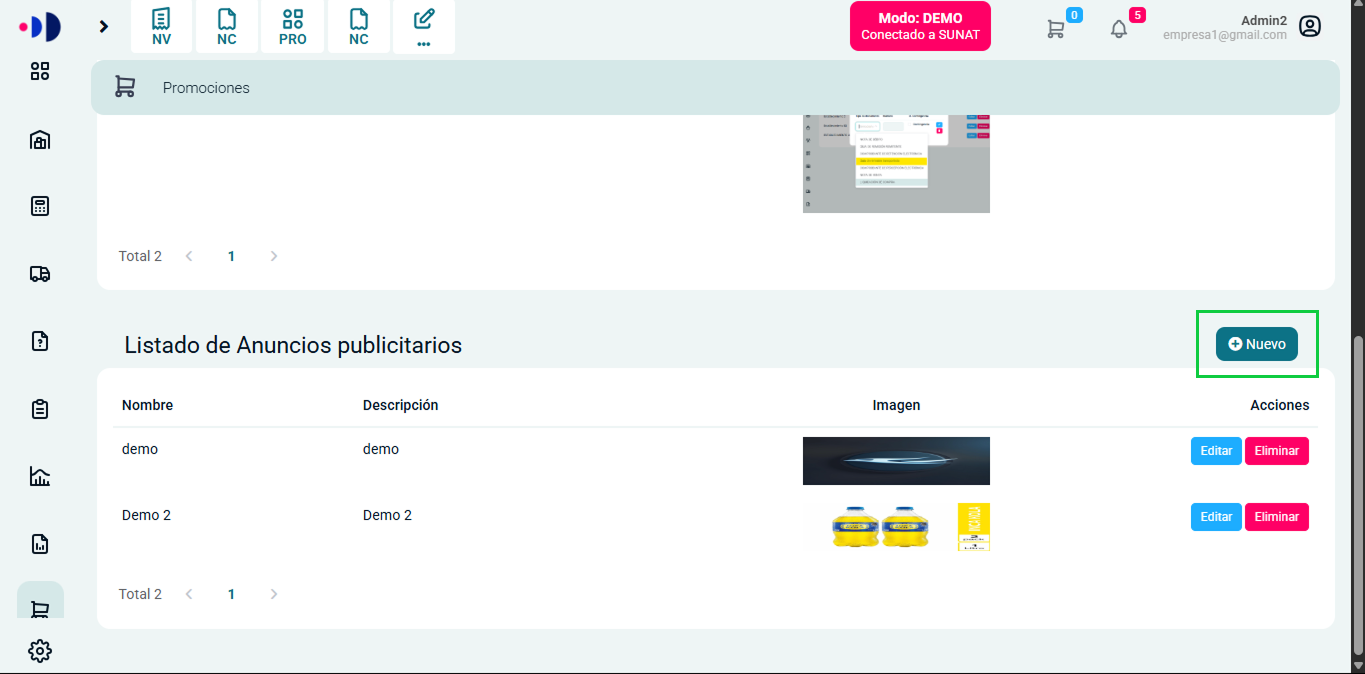 NV
NC
PRO
NC
Modo: DEMO
Conectado a SUNAT
0
5
Admin2
empresa1@gmail.com
Promociones
Total 2
1
Listado de Anuncios publicitarios
Nuevo
Nombre Descripción Imagen Acciones
demo demo Editar Eliminar
Demo 2 Demo 2 Editar Eliminar
Total 2
1